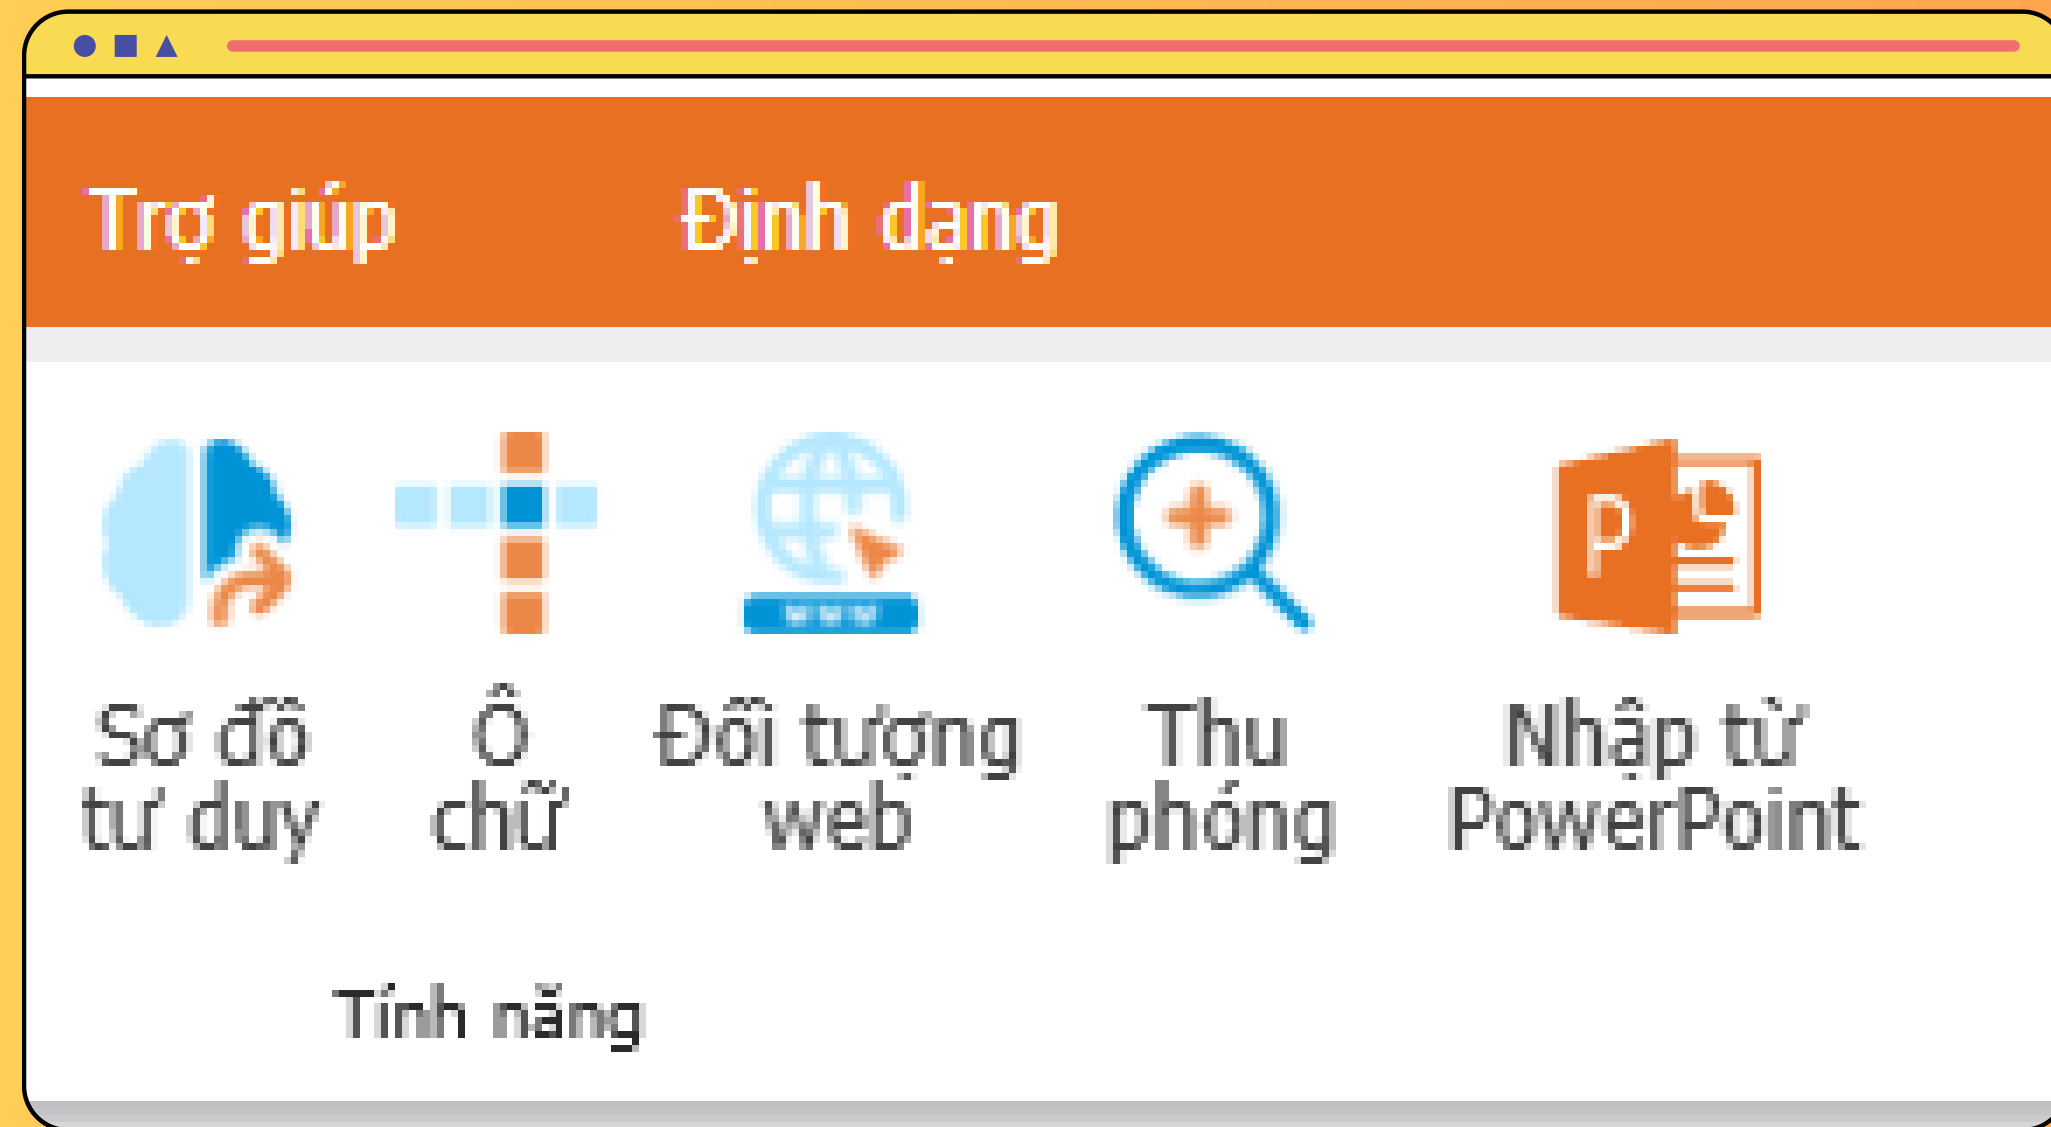 Trợ giúp Định dạng
Sơ đồ tư duy
Ô chữ
Đối tượng web
www
Thu phóng
P
Nhập từ PowerPoint
Tính năng